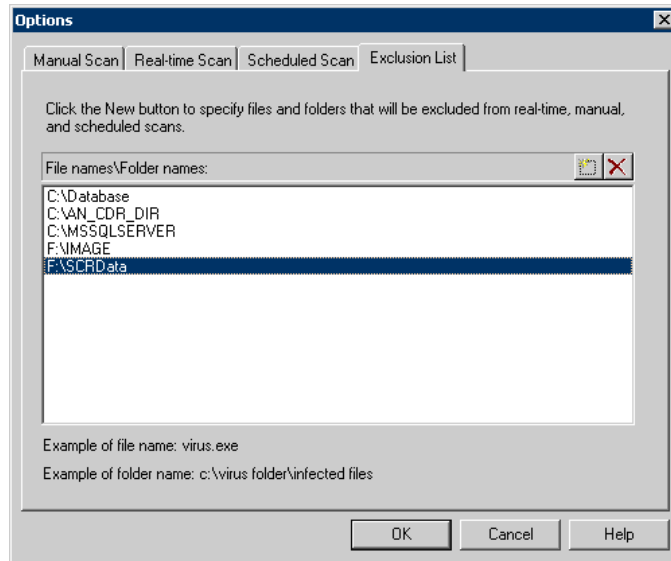 Options
Manual Scan Real-time Scan Scheduled Scan Exclusion List
Click the New button to specify files and folders that will be excluded from real-time, manual,
and scheduled scans.
File names\Folder names:
C:\Database
C:\AN_CDR_DIR
C:\MSSQLSERVER
F:\IMAGE
F:\SCRData
Example of file name: virus.exe
Example of folder name: c:\virus folder\infected files
OK Cancel Help